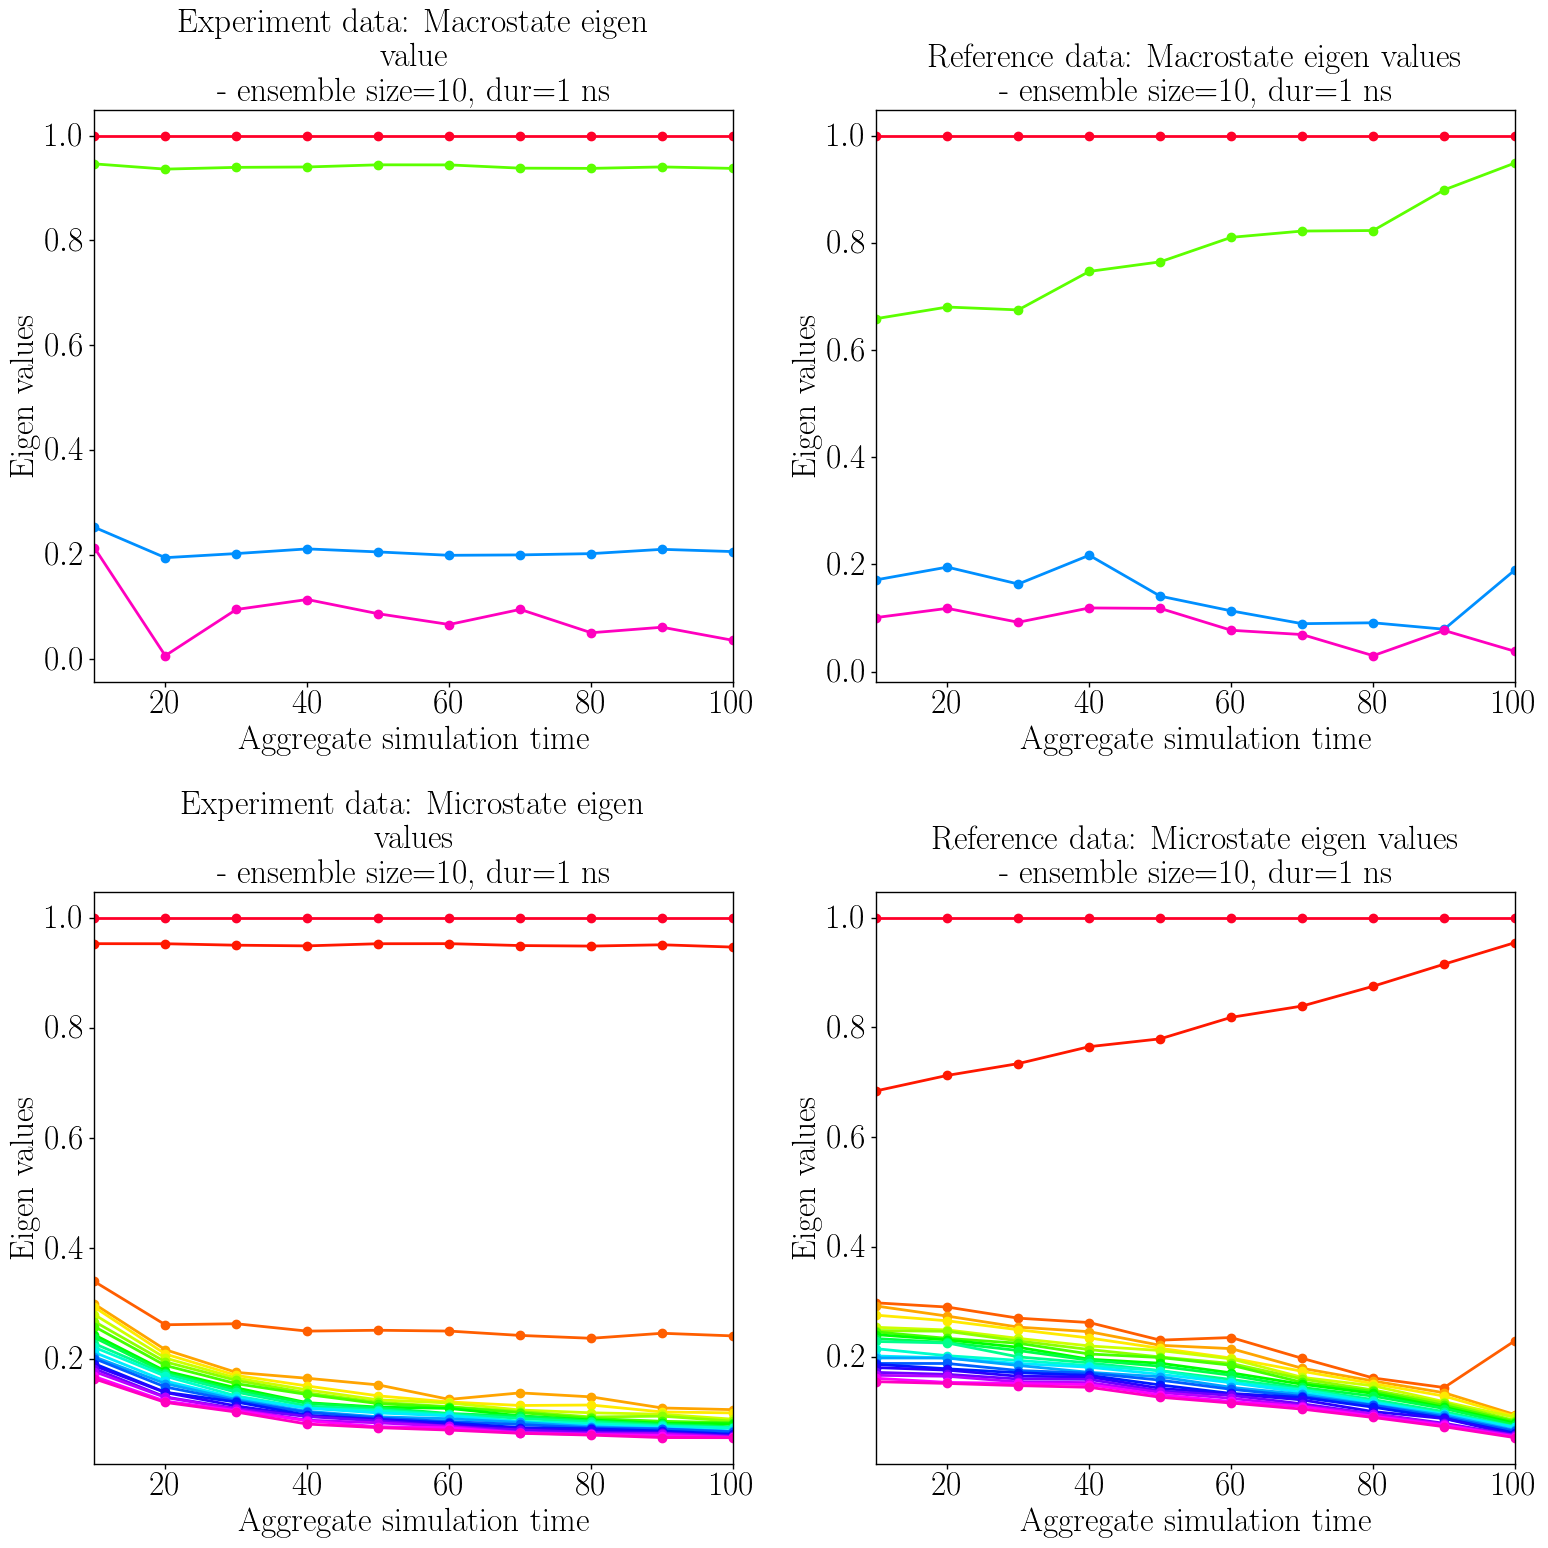 Experiment data: Macrostate eigen
value
- ensemble size=10, dur=1 ns
1.0
0.8
0.6
0.4
0.2
0.0
Eigen values
20
40
60
80
100
Aggregate simulation time
Reference data: Macrostate eigen values
- ensemble size=10, dur=1 ns
1.0
0.8
0.6
0.4
0.2
0.0
Eigen values
20
40
60
80
100
Aggregate simulation time
Experiment data: Microstate eigen
values
- ensemble size=10, dur=1 ns
1.0
0.8
0.6
0.4
0.2
Eigen values
20
40
60
80
100
Aggregate simulation time
Reference data: Microstate eigen values
- ensemble size=10, dur=1 ns
1.0
0.8
0.6
0.4
0.2
Eigen values
20
40
60
80
100
Aggregate simulation time